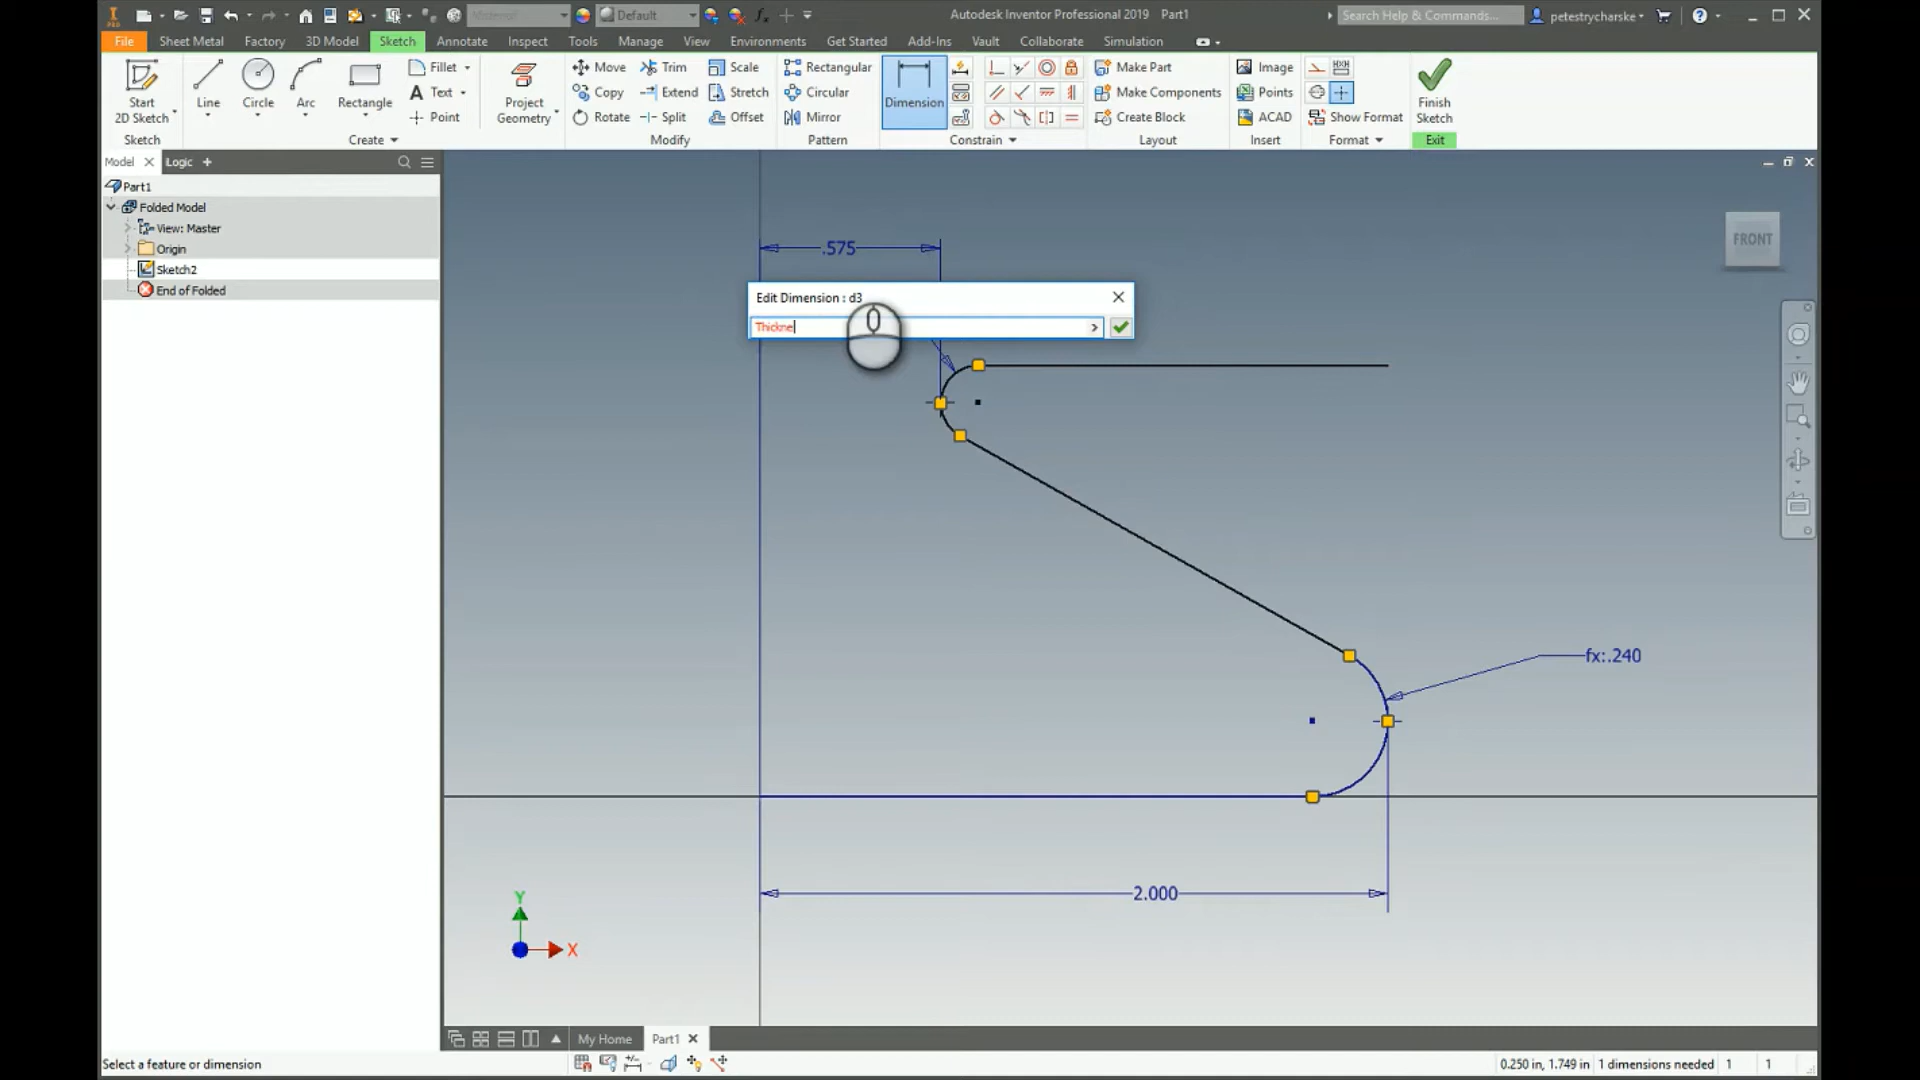 Material
Default
Autodesk Inventor Professional 2019 Part1
Search Help & Commands...
petestrycharske
File Sheet Metal Factory 3D Model Sketch Annotate Inspect Tools Manage View Environments Get Started Add-Ins Vault Collaborate Simulation
Start 2D Sketch
Line
Circle
Arc
Rectangle
Fillet
Text
Point
Project Geometry
Move
Copy
Rotate
Trim
Extend
Split
Scale
Stretch
Offset
Rectangular
Circular
Mirror
Dimension
Make Part
Make Components
Create Block
Image
Points
ACAD
Show Format
Finish Sketch
Sketch
Create
Modify
Pattern
Constrain
Layout
Insert
Format
Exit
Model
Logic
Part1
Folded Model
View: Master
Origin
Sketch2
End of Folded
FRONT
.575
Edit Dimension : d3
Thickne
fx:.240
2.000
Y
X
My Home
Part1
Select a feature or dimension
0.250 in, 1.749 in 1 dimensions needed 1 1